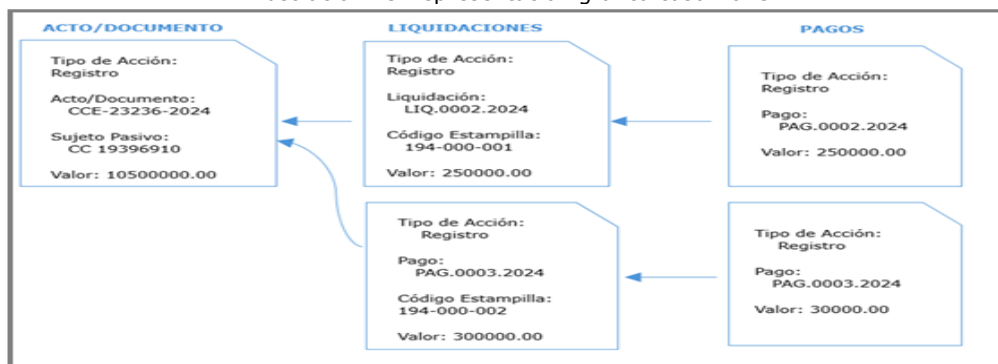 ACTO/DOCUMENTO
Tipo de Acción:
Registro
Acto/Documento:
CCE-23236-2024
Sujeto Pasivo:
CC 19396910
Valor: 10500000.00
LIQUIDACIONES
Tipo de Acción:
Registro
Liquidación:
LIQ.0002.2024
Código Estampilla:
194-000-001
Valor: 250000.00
PAGOS
Tipo de Acción:
Registro
Pago:
PAG.0002.2024
Valor: 250000.00
Tipo de Acción:
Registro
Pago:
PAG.0003.2024
Código Estampilla:
194-000-002
Valor: 300000.00
Tipo de Acción:
Registro
Pago:
PAG.0003.2024
Valor: 30000.00